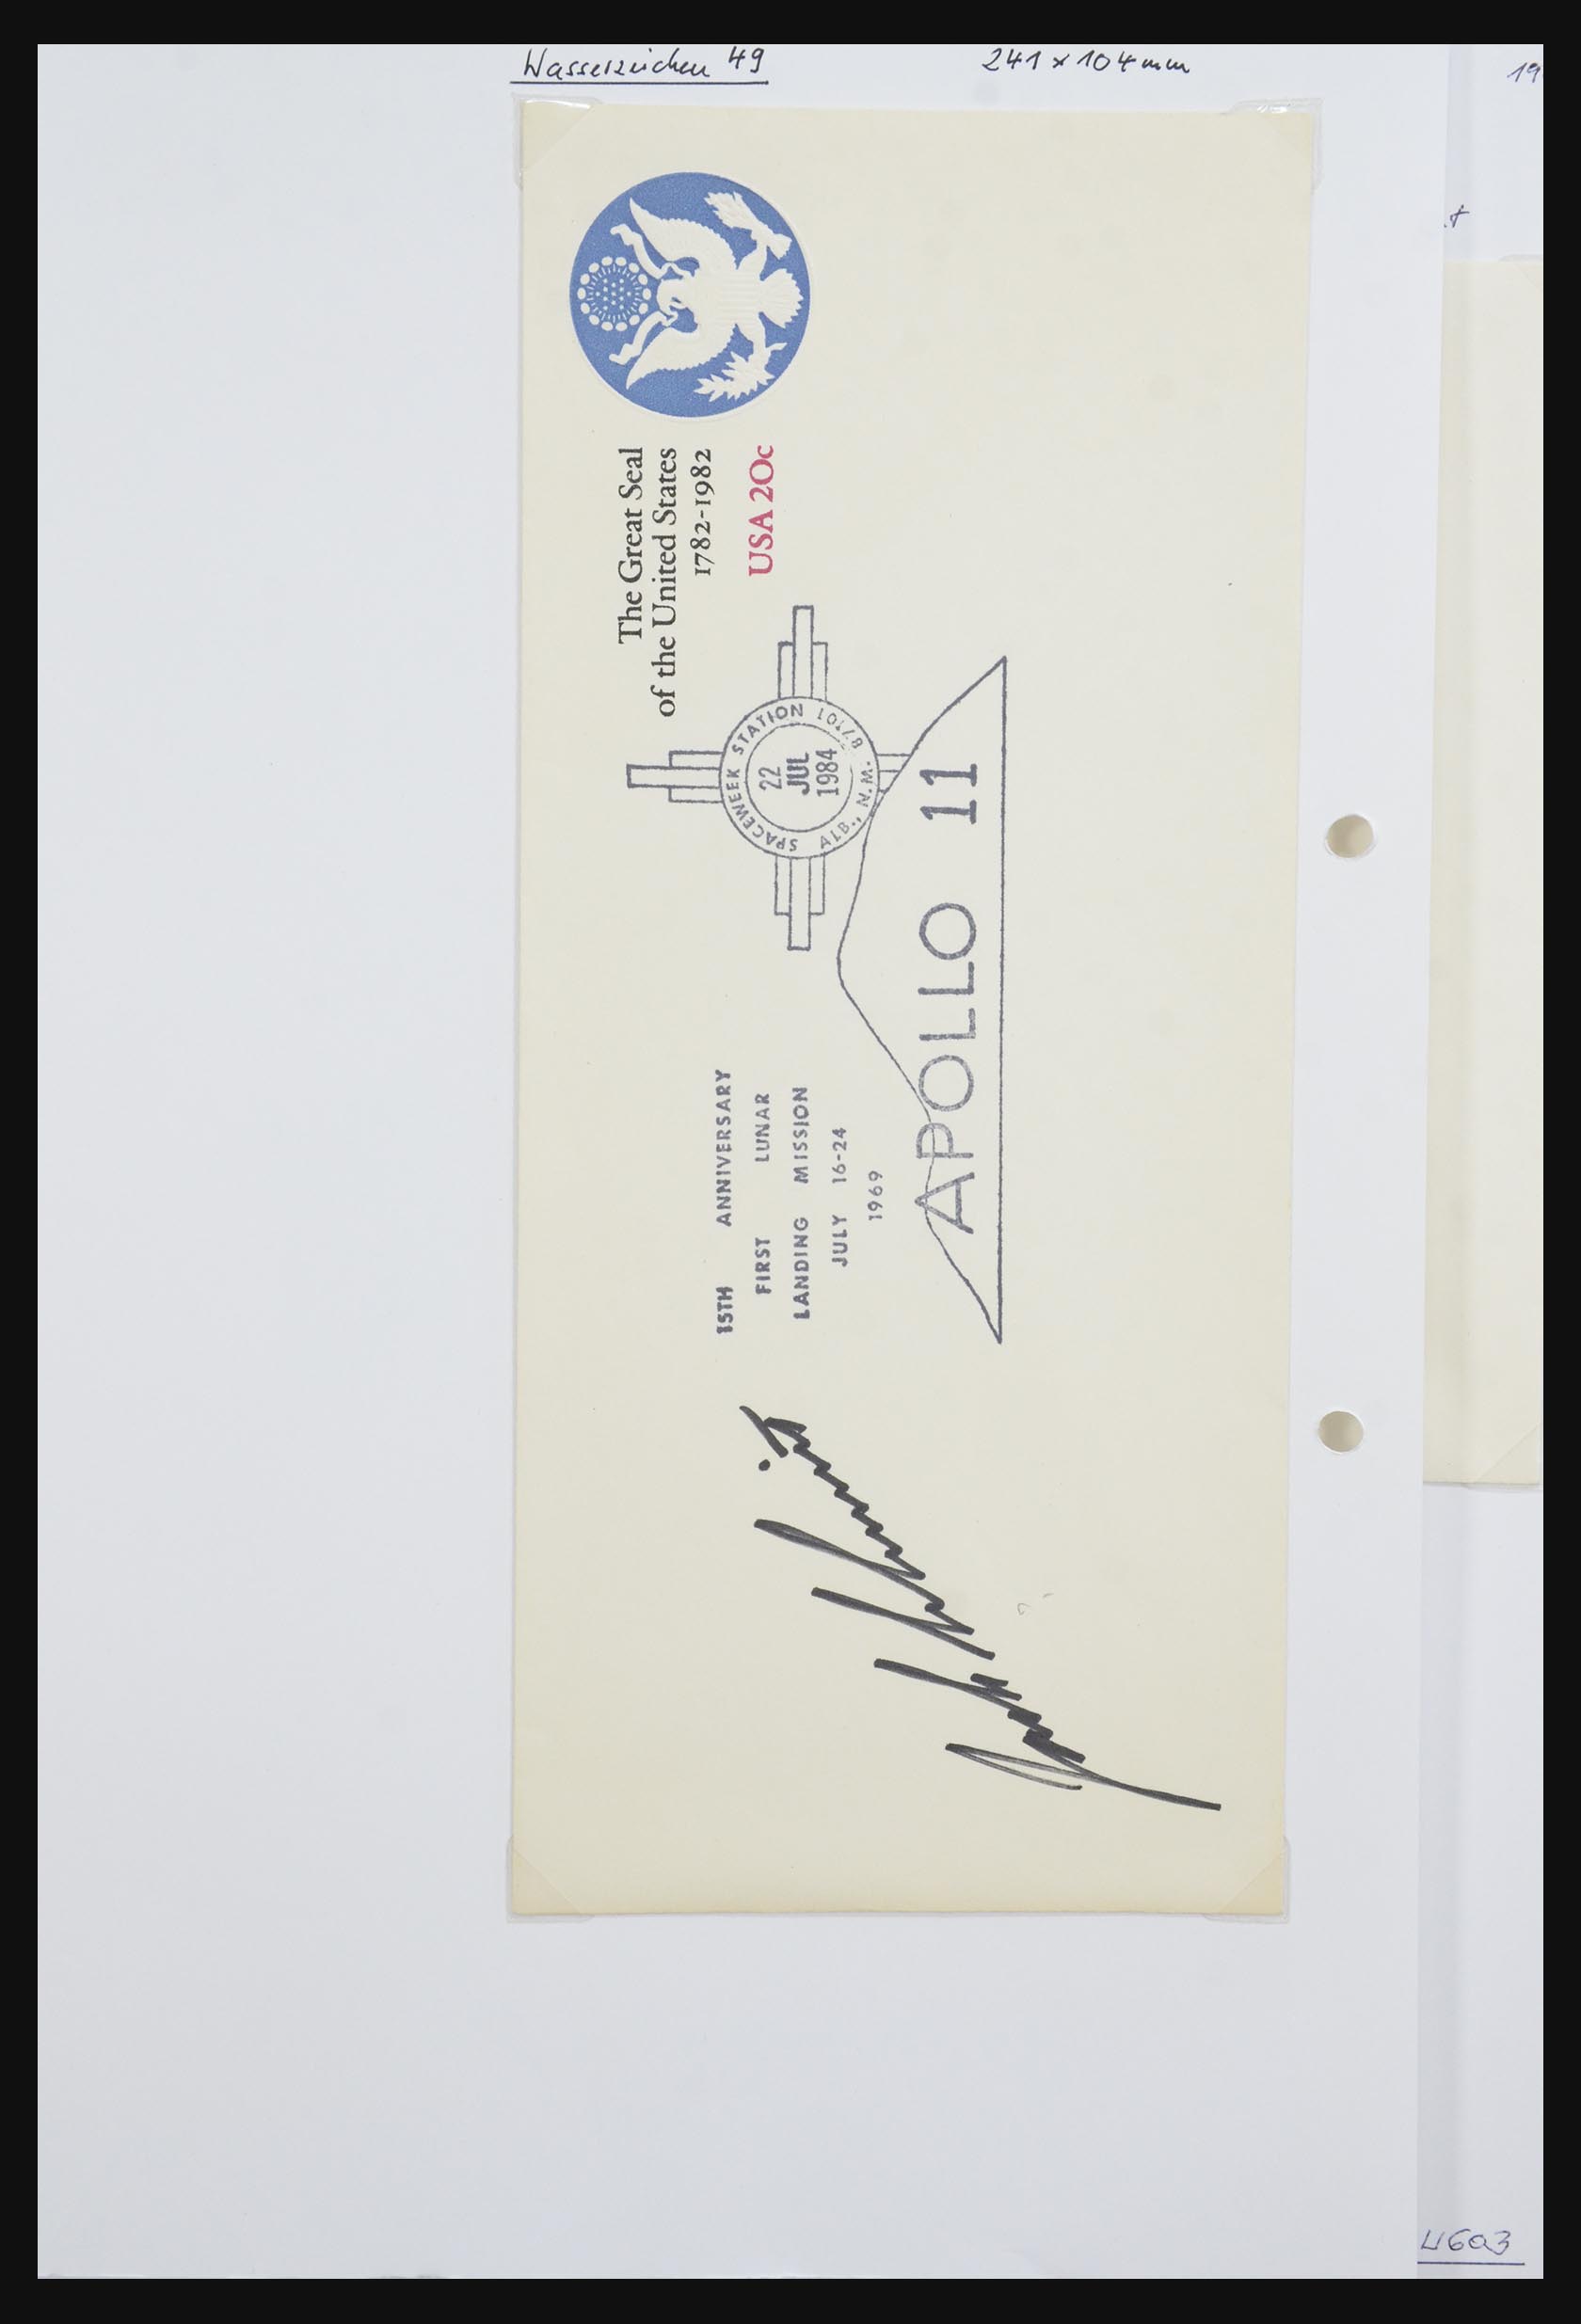 Wasserzeichen 49
241 x 104 mm
19
The Great Seal
of the United States
1782-1982
USA 20c
SPACEWEEK STATION 87101
ALB., N.M.
22
JUL
1984
15TH ANNIVERSARY
FIRST LUNAR
LANDING MISSION
JULY 16-24
1969
APOLLO 11